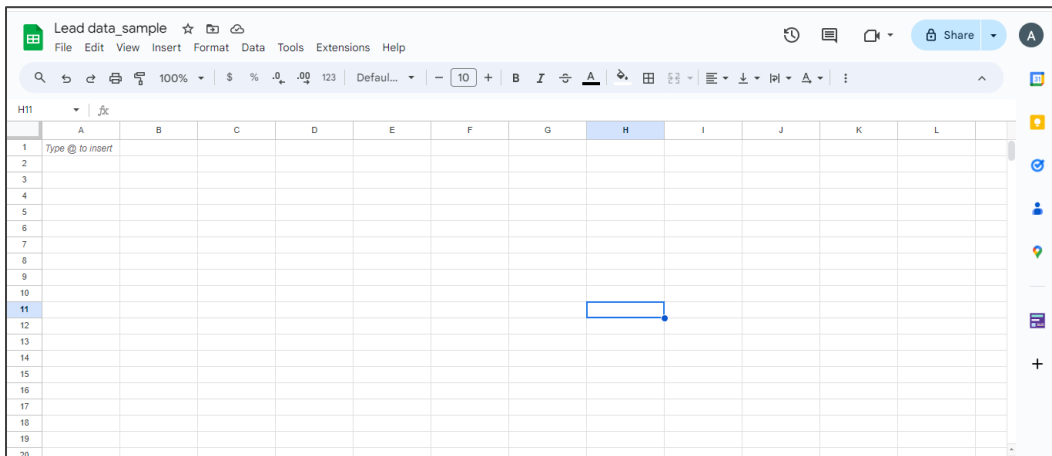 Lead data_sample
File Edit View Insert Format Data Tools Extensions Help
Share
A
100% $ % .0 .00 123 Defaul... 10 B I A A
31
H11 fx
A B C D E F G H I J K L
1 Type @ to insert
2
3
4
5
6
7
8
9
10
11
12
13
14
15
16
17
18
19
20